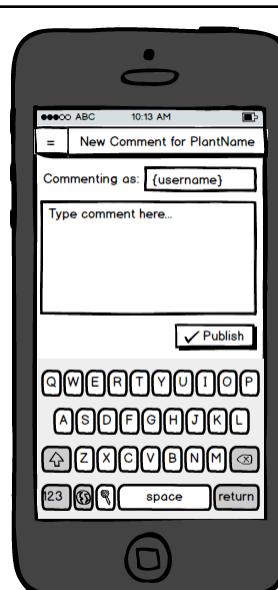 ABC 10:13 AM
= New Comment for PlantName
Commenting as: {username}
Type comment here...
Publish
Q W E R T Y U I O P
A S D F G H J K L
Z X C V B N M
123 space return